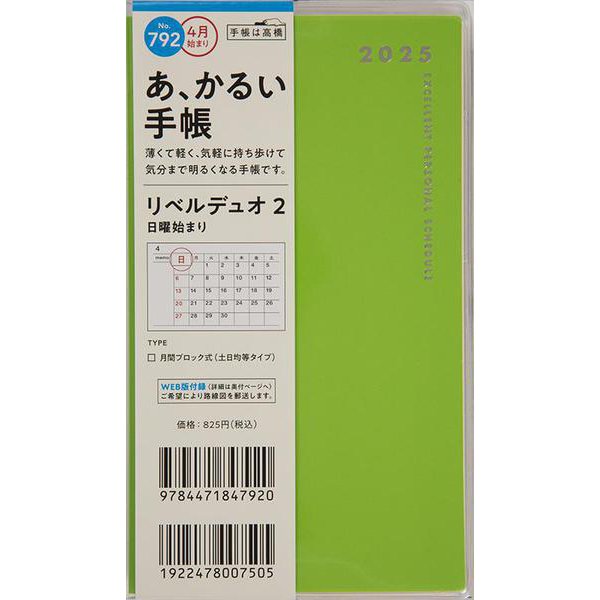 No.
792
4月
始まり
手帳は高橋
あ、かるい
手帳
薄くて軽く、気軽に持ち歩けて
気分まで明るくなる手帳です。
リベルデュオ 2
日曜始まり
4
memo 日 月 火 水 木 金 土
1 2 3 4 5
6 7 8 9 10 11 12
13 14 15 16 17 18 19
20 21 22 23 24 25 26
27 28 29 30
TYPE
□ 月間ブロック式（土日均等タイプ）
WEB版付録（詳細は奥付ページへ）
ご希望により路線図を郵送します。
価格：825円（税込）
9784471847920
1922478007505
2025
EXCELLENT PERSONAL SCHEDULE